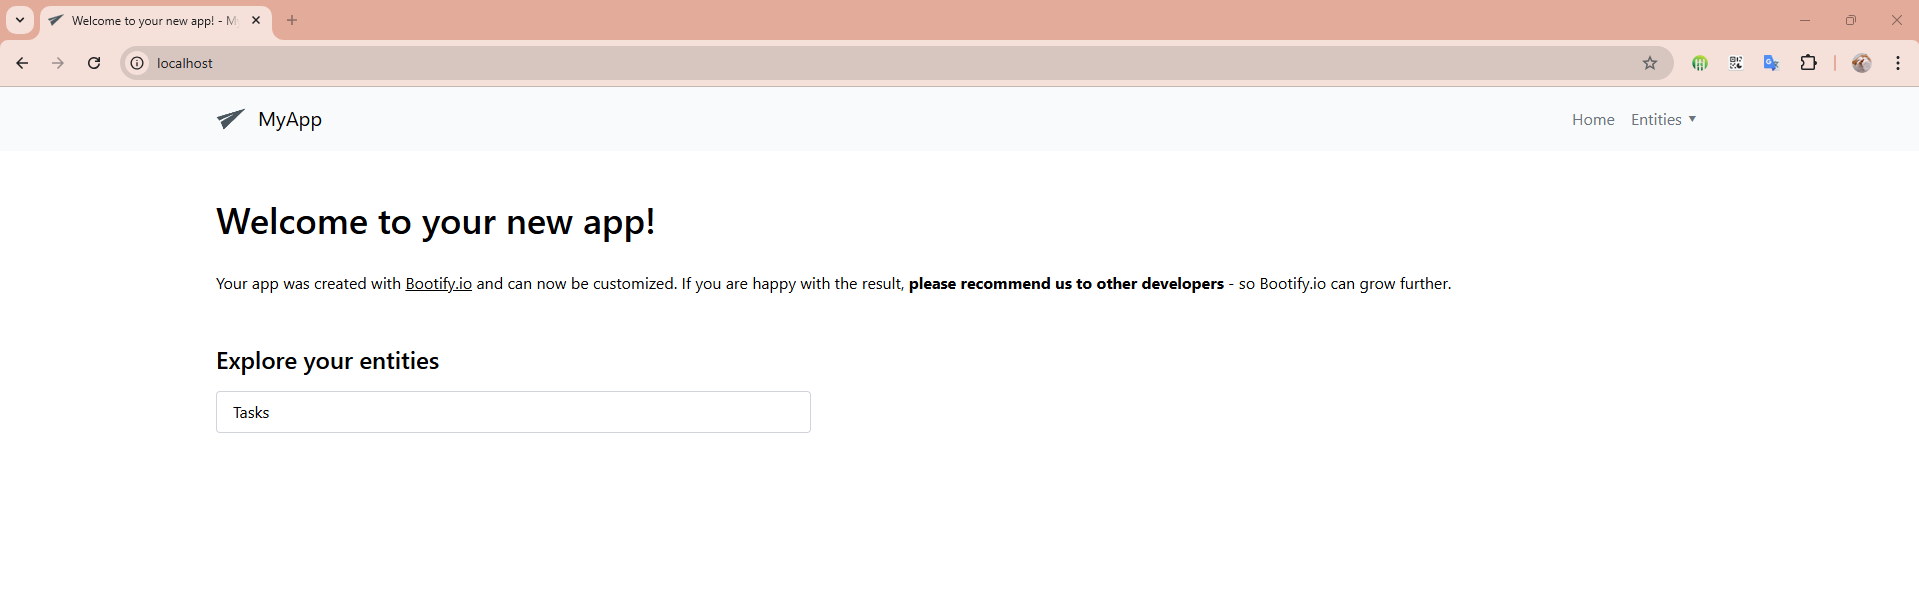 Welcome to your new app! - M
localhost
MyApp
Home Entities
Welcome to your new app!
Your app was created with Bootify.io and can now be customized. If you are happy with the result, please recommend us to other developers - so Bootify.io can grow further.
Explore your entities
Tasks